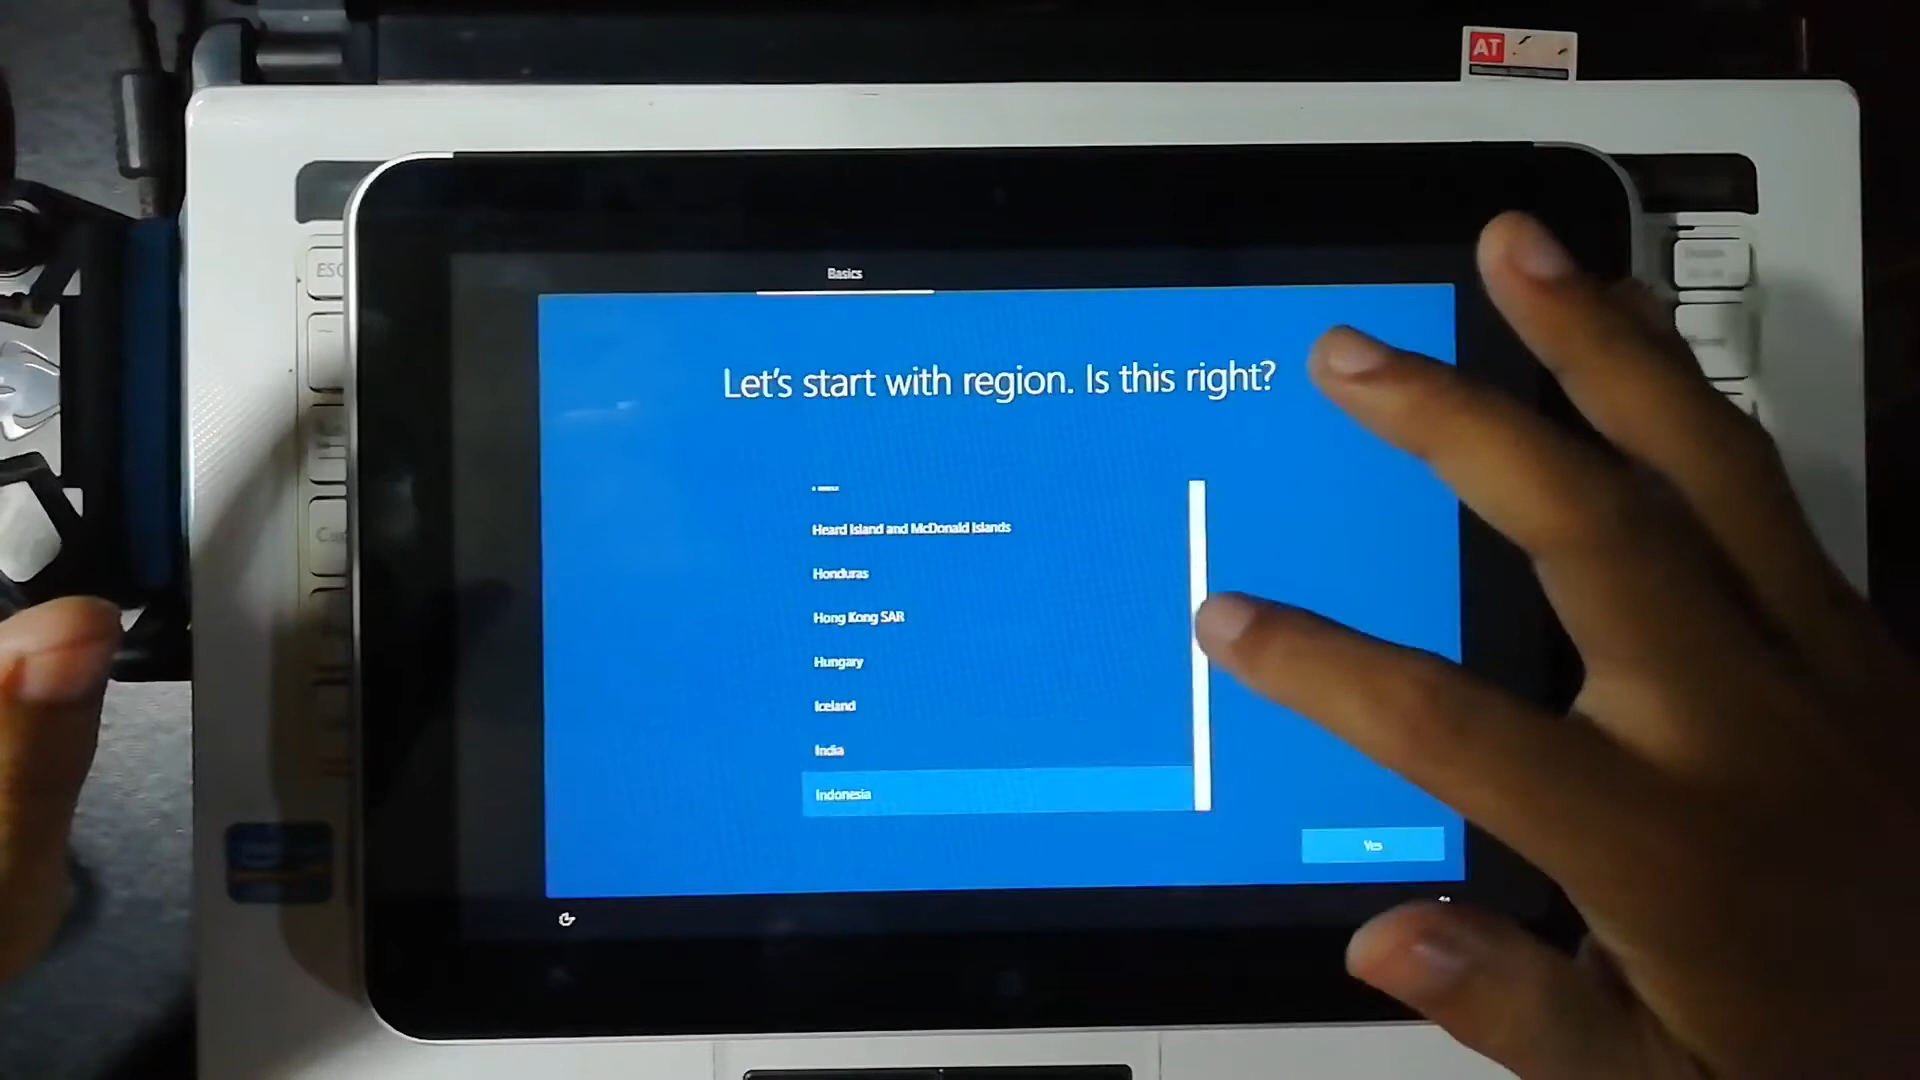 AT
ESC
Basics
Let's start with region. Is this right?
Heard Island and McDonald Islands
Honduras
Hong Kong SAR
Hungary
Iceland
India
Indonesia
Yes